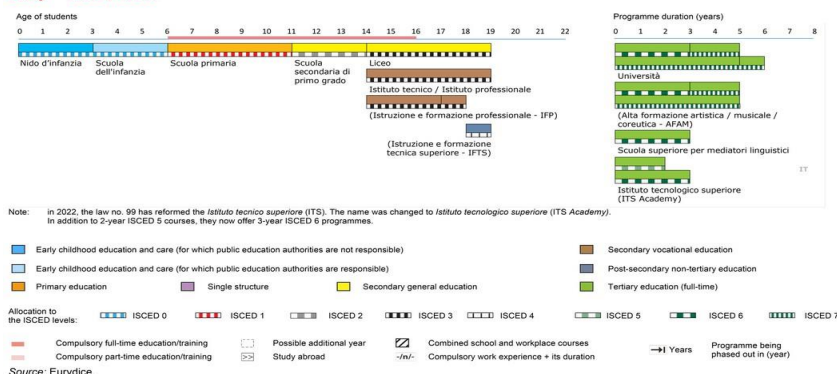 Age of students
Programme duration (years)
0 1 2 3 4 5 6 7 8 9 10 11 12 13 14 15 16 17 18 19 20 21 22
0 1 2 3 4 5 6 7 8
Nido d'infanzia
Scuola
dell'infanzia
Scuola primaria
Scuola
secondaria di
primo grado
Liceo
Istituto tecnico / Istituto professionale
(Istruzione e formazione professionale - IFP)
(Istruzione e formazione
tecnica superiore - IFTS)
Università
(Alta formazione artistica / musicale /
coreutica - AFAM)
Scuola superiore per mediatori linguistici
IT
Istituto tecnologico superiore
(ITS Academy)
Note: in 2022, the law no. 99 has reformed the Istituto tecnico superiore (ITS). The name was changed to Istituto tecnologico superiore (ITS Academy).
In addition to 2-year ISCED 5 courses, they now offer 3-year ISCED 6 programmes.
Early childhood education and care (for which public education authorities are not responsible)
Secondary vocational education
Early childhood education and care (for which public education authorities are responsible)
Post-secondary non-tertiary education
Primary education
Single structure
Secondary general education
Tertiary education (full-time)
Allocation to
the ISCED levels:
ISCED 0
ISCED 1
ISCED 2
ISCED 3
ISCED 4
ISCED 5
ISCED 6
ISCED 7
Compulsory full-time education/training
Possible additional year
Combined school and workplace courses
Years
Programme being
phased out in (year)
Compulsory part-time education/training
>> Study abroad
-/n/- Compulsory work experience + its duration
Source: Eurydice